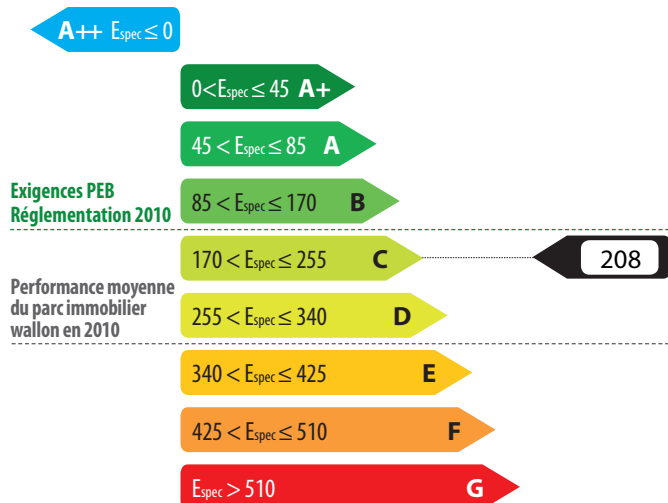 A++ Espec ≤ 0
0<Espec ≤ 45 A+
45 < Espec ≤ 85 A
Exigences PEB
Réglementation 2010
85 < Espec ≤ 170 B
170 < Espec ≤ 255 C
208
Performance moyenne
du parc immobilier
wallon en 2010
255 < Espec ≤ 340 D
340 < Espec ≤ 425 E
425 < Espec ≤ 510 F
Espec > 510 G